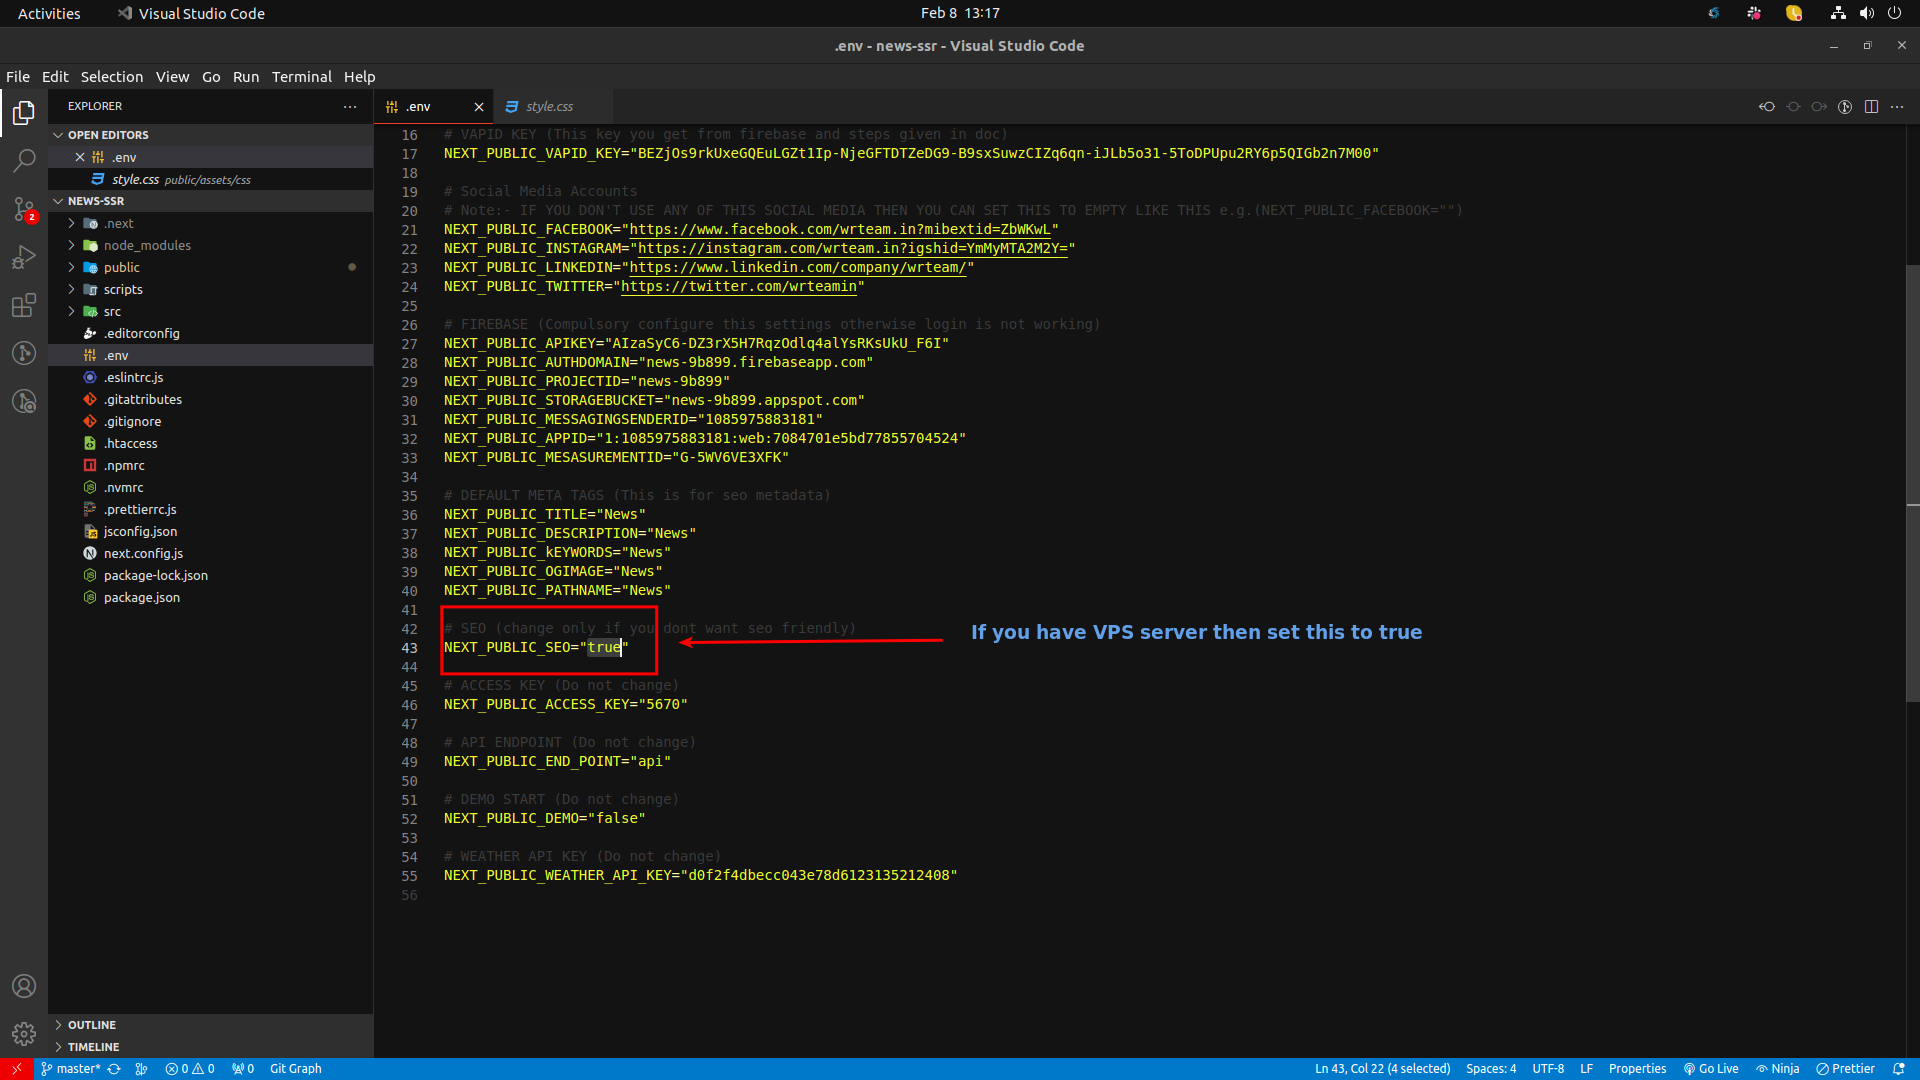 Activities
Visual Studio Code
Feb 8 13:17
.env - news-ssr - Visual Studio Code
File Edit Selection View Go Run Terminal Help
EXPLORER
OPEN EDITORS
.env
style.css public/assets/css
NEWS-SSR
.next
node_modules
public
scripts
src
.editorconfig
.env
.eslintrc.js
.gitattributes
.gitignore
.htaccess
.npmrc
.nvmrc
.prettierrc.js
jsconfig.json
next.config.js
package-lock.json
package.json
OUTLINE
TIMELINE
2
.env
style.css
16 # VAPID KEY (This key you get from firebase and steps given in doc)
17 NEXT_PUBLIC_VAPID_KEY="BEZjOs9rkUxeGQEuLGZt1Ip-NjeGFTDTZeDG9-B9sxSuwzCIZq6qn-iJLb5o31-5ToDPUpu2RY6p5QIGb2n7M00"
18
19 # Social Media Accounts
20 # Note:- IF YOU DON'T USE ANY OF THIS SOCIAL MEDIA THEN YOU CAN SET THIS TO EMPTY LIKE THIS e.g.(NEXT_PUBLIC_FACEBOOK="")
21 NEXT_PUBLIC_FACEBOOK="https://www.facebook.com/wrteam.in?mibextid=ZbWKwL"
22 NEXT_PUBLIC_INSTAGRAM="https://instagram.com/wrteam.in?igshid=YmMyMTA2M2Y="
23 NEXT_PUBLIC_LINKEDIN="https://www.linkedin.com/company/wrteam/"
24 NEXT_PUBLIC_TWITTER="https://twitter.com/wrteamin"
25
26 # FIREBASE (Compulsory configure this settings otherwise login is not working)
27 NEXT_PUBLIC_APIKEY="AIzaSyC6-DZ3rX5H7RqzOdlq4alYsRKsUkU_F6I"
28 NEXT_PUBLIC_AUTHDOMAIN="news-9b899.firebaseapp.com"
29 NEXT_PUBLIC_PROJECTID="news-9b899"
30 NEXT_PUBLIC_STORAGEBUCKET="news-9b899.appspot.com"
31 NEXT_PUBLIC_MESSAGINGSENDERID="1085975883181"
32 NEXT_PUBLIC_APPID="1:1085975883181:web:7084701e5bd77855704524"
33 NEXT_PUBLIC_MESASUREMENTID="G-5WV6VE3XFK"
34
35 # DEFAULT META TAGS (This is for seo metadata)
36 NEXT_PUBLIC_TITLE="News"
37 NEXT_PUBLIC_DESCRIPTION="News"
38 NEXT_PUBLIC_kEYWORDS="News"
39 NEXT_PUBLIC_OGIMAGE="News"
40 NEXT_PUBLIC_PATHNAME="News"
41
42 # SEO (change only if you dont want seo friendly)
43 NEXT_PUBLIC_SEO="true"
If you have VPS server then set this to true
44
45 # ACCESS KEY (Do not change)
46 NEXT_PUBLIC_ACCESS_KEY="5670"
47
48 # API ENDPOINT (Do not change)
49 NEXT_PUBLIC_END_POINT="api"
50
51 # DEMO START (Do not change)
52 NEXT_PUBLIC_DEMO="false"
53
54 # WEATHER API KEY (Do not change)
55 NEXT_PUBLIC_WEATHER_API_KEY="d0f2f4dbecc043e78d6123135212408"
56
master* 0 0 0 Git Graph
Ln 43, Col 22 (4 selected) Spaces: 4 UTF-8 LF Properties Go Live Ninja Prettier